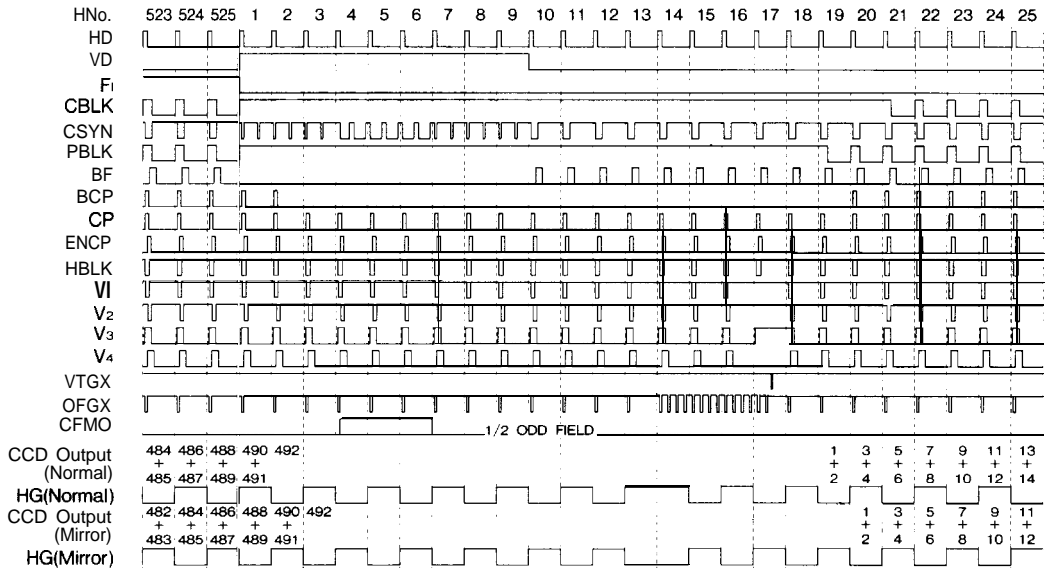 HNo. 523 524 525 1 2 3 4 5 6 7 8 9 10 11 12 13 14 15 16 17 18 19 20 21 22 23 24 25
HD
VD
FI
CBLK
CSYN
PBLK
BF
BCP
CP
ENCP
HBLK
VI
V2
V3
V4
VTGX
OFGX
CFMO
1/2 ODD FIELD
CCD Output 484 486 488 490 492 1 3 5 7 9 11 13
(Normal) + + + + + + + + + + +
485 487 489 491 2 4 6 8 10 12 14
HG(Normal)
CCD Output 482 484 486 488 490 492 1 3 5 7 9 11
(Mirror) + + + + + + + + + + +
483 485 487 489 491 2 4 6 8 10 12
HG(Mirror)